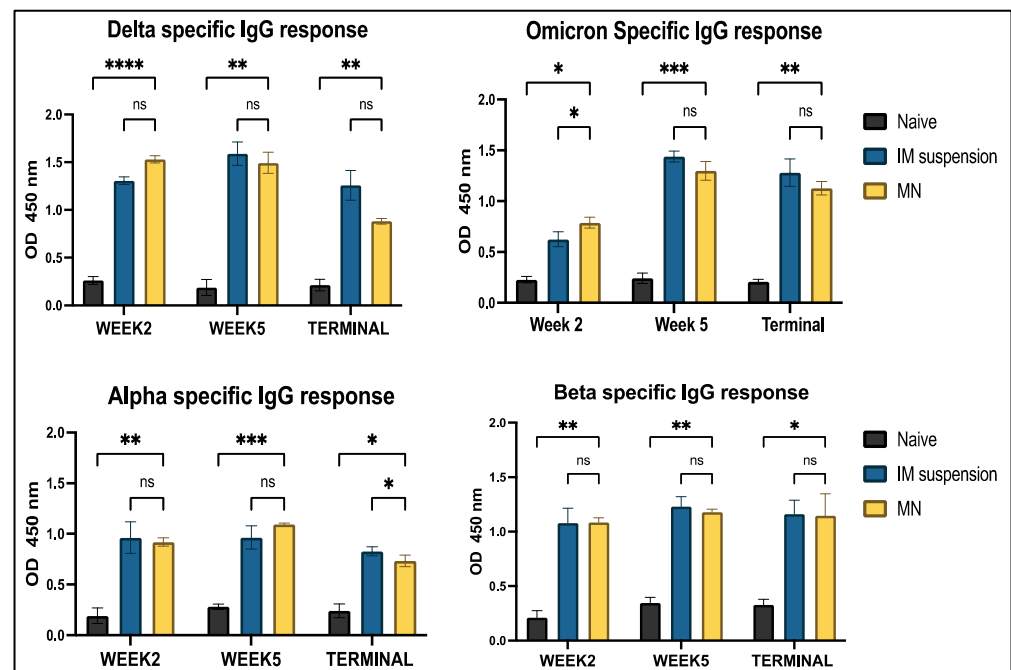 Delta specific IgG response
**** ** **
ns ns ns
2.0
1.5
1.0
0.5
0.0
OD 450 nm
WEEK2 WEEK5 TERMINAL
Omicron Specific IgG response
* *** **
* ns ns
2.0
1.5
1.0
0.5
0.0
OD 450 nm
Week 2 Week 5 Terminal
Naive
IM suspension
MN
Alpha specific IgG response
** *** *
ns ns *
2.0
1.5
1.0
0.5
0.0
OD 450 nm
WEEK2 WEEK5 TERMINAL
Beta specific IgG response
** ** *
ns ns ns
2.0
1.5
1.0
0.5
0.0
OD 450 nm
WEEK2 WEEK5 TERMINAL
Naive
IM suspension
MN